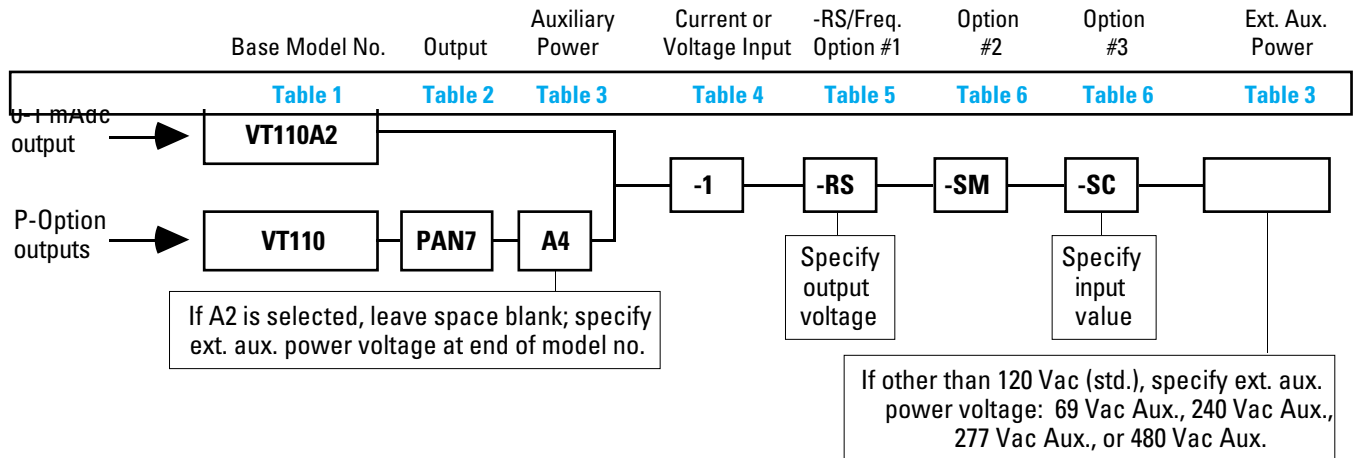 Auxiliary Current or -RS/Freq. Option Option Ext. Aux.
Base Model No. Output Power Voltage Input Option #1 #2 #3 Power
Table 1 Table 2 Table 3 Table 4 Table 5 Table 6 Table 6 Table 3
output
VT110A2
-1 -RS -SM -SC
P-Option
outputs
VT110 PAN7 A4
Specify
output
voltage
Specify
input
value
If A2 is selected, leave space blank; specify
ext. aux. power voltage at end of model no.
If other than 120 Vac (std.), specify ext. aux.
power voltage: 69 Vac Aux., 240 Vac Aux.,
277 Vac Aux., or 480 Vac Aux.